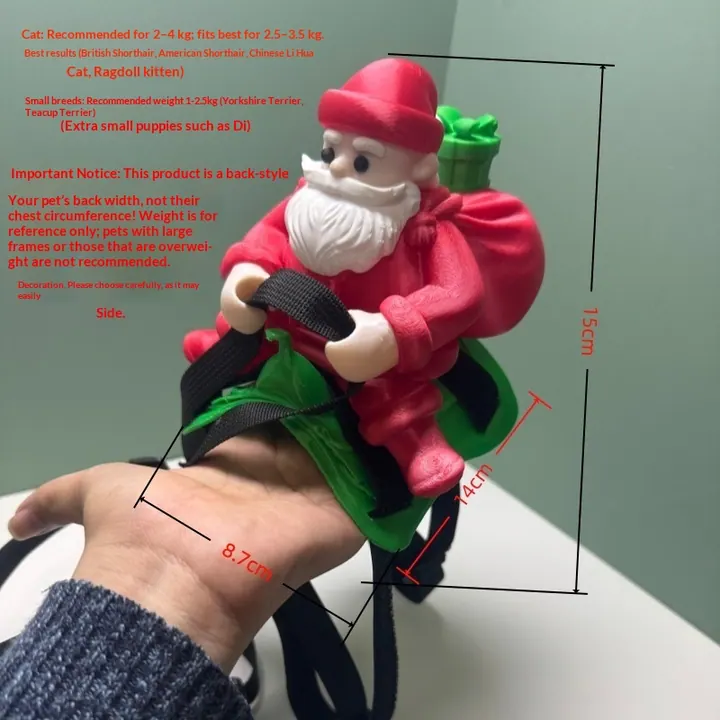 Cat: Recommended for 2–4 kg; fits best for 2.5–3.5 kg.
Best results (British Shorthair, American Shorthair, Chinese Li Hua
Cat, Ragdoll kitten)
Small breeds: Recommended weight 1-2.5kg (Yorkshire Terrier,
Teacup Terrier)
(Extra small puppies such as Di)
Important Notice: This product is a back-style
Your pet's back width, not their
chest circumference! Weight is for
reference only; pets with large
frames or those that are overwei-
ght are not recommended.
Decoration. Please choose carefully, as it may
easily
Side.
15cm
14cm
8.7cm